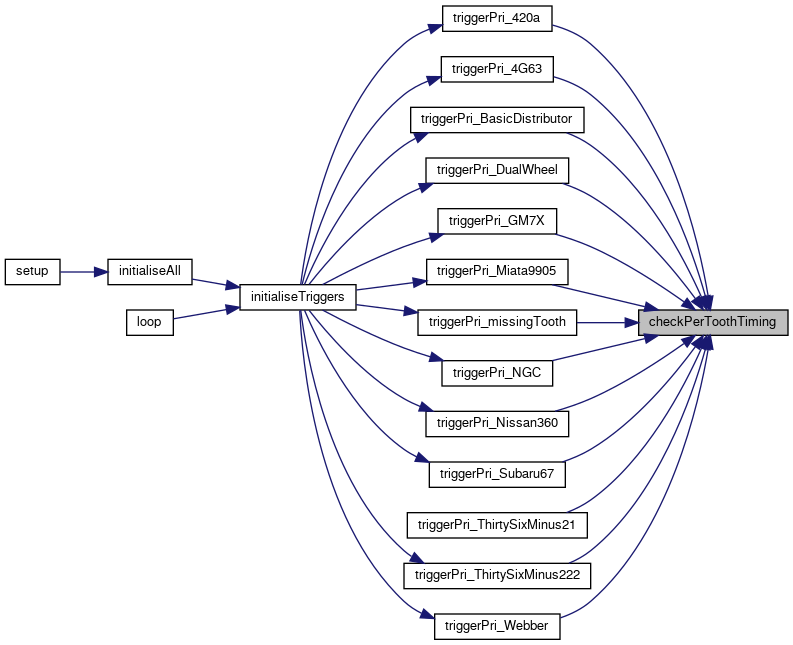 setup
initialiseAll
loop
initialiseTriggers
triggerPri_420a
triggerPri_4G63
triggerPri_BasicDistributor
triggerPri_DualWheel
triggerPri_GM7X
triggerPri_Miata9905
triggerPri_missingTooth
triggerPri_NGC
triggerPri_Nissan360
triggerPri_Subaru67
triggerPri_ThirtySixMinus21
triggerPri_ThirtySixMinus222
triggerPri_Webber
checkPerToothTiming